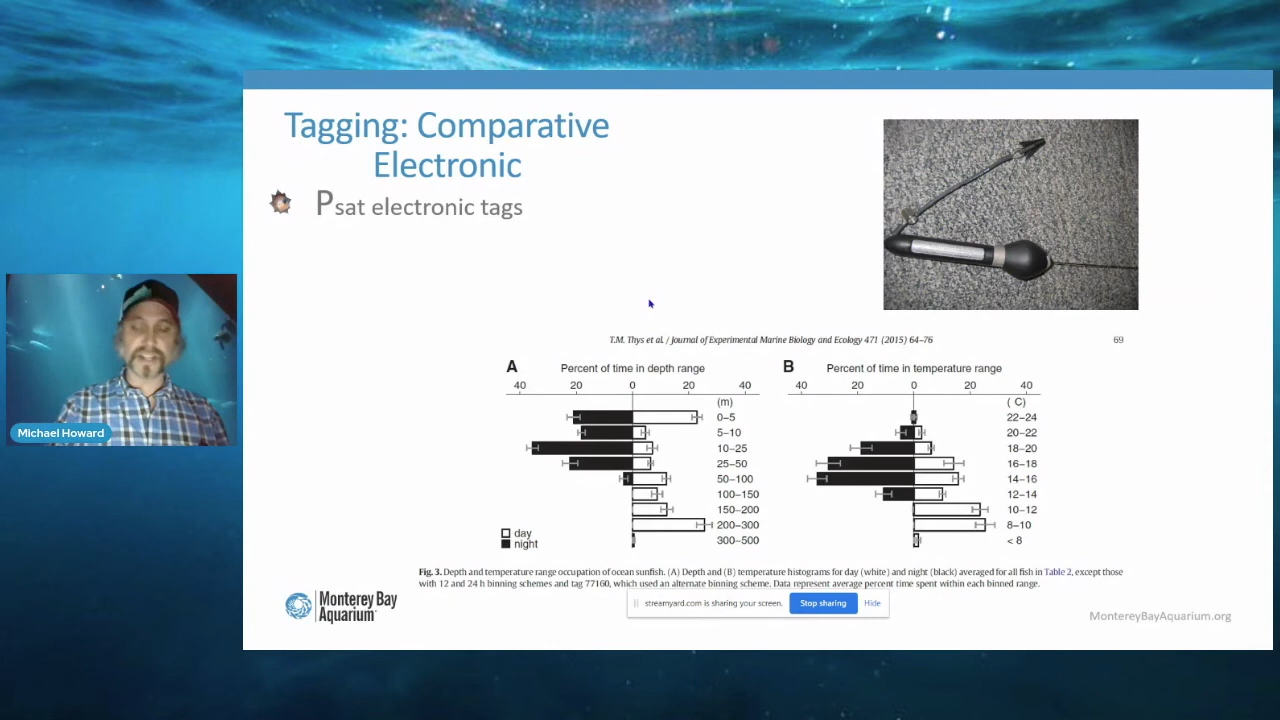 Tagging: Comparative
Electronic
Psat electronic tags
Michael Howard
T.M. Thys et al. / Journal of Experimental Marine Biology and Ecology 471 (2015) 64–76
69
A Percent of time in depth range
40 20 0 20 40
(m)
0–5
5–10
10–25
25–50
50–100
100–150
150–200
200–300
300–500
day
night
B Percent of time in temperature range
40 20 0 20 40
( C)
22–24
20–22
18–20
16–18
14–16
12–14
10–12
8–10
< 8
Fig. 3. Depth and temperature range occupation of ocean sunfish. (A) Depth and (B) temperature histograms for day (white) and night (black) averaged for all fish in Table 2, except those
with 12 and 24 h binning schemes and tag 77160, which used an alternate binning scheme. Data represent average percent time spent within each binned range.
streamyard.com is sharing your screen. Stop sharing Hide
Monterey Bay
Aquarium
MontereyBayAquarium.org